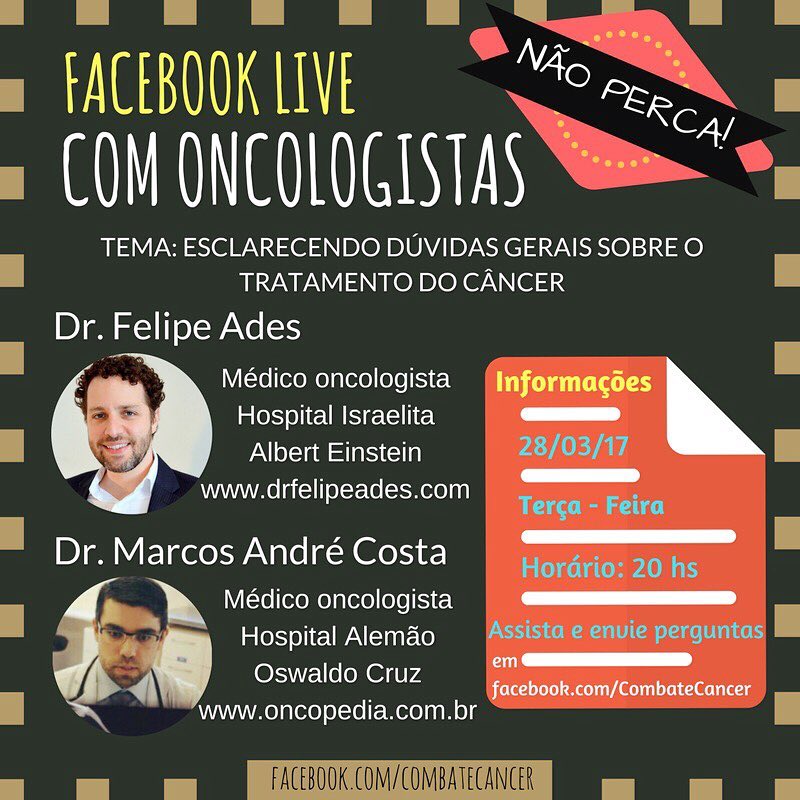 FACEBOOK LIVE
COM ONCOLOGISTAS
NÃO PERCA!
TEMA: ESCLARECENDO DÚVIDAS GERAIS SOBRE O
TRATAMENTO DO CÂNCER
Dr. Felipe Ades
Médico oncologista
Hospital Israelita
Albert Einstein
www.drfelipeades.com
Dr. Marcos André Costa
Médico oncologista
Hospital Alemão
Oswaldo Cruz
www.oncopedia.com.br
Informações
28/03/17
Terça - Feira
Horário: 20 hs
Assista e envie perguntas
em
facebook.com/CombateCancer
FACEBOOK.COM/COMBATECANCER